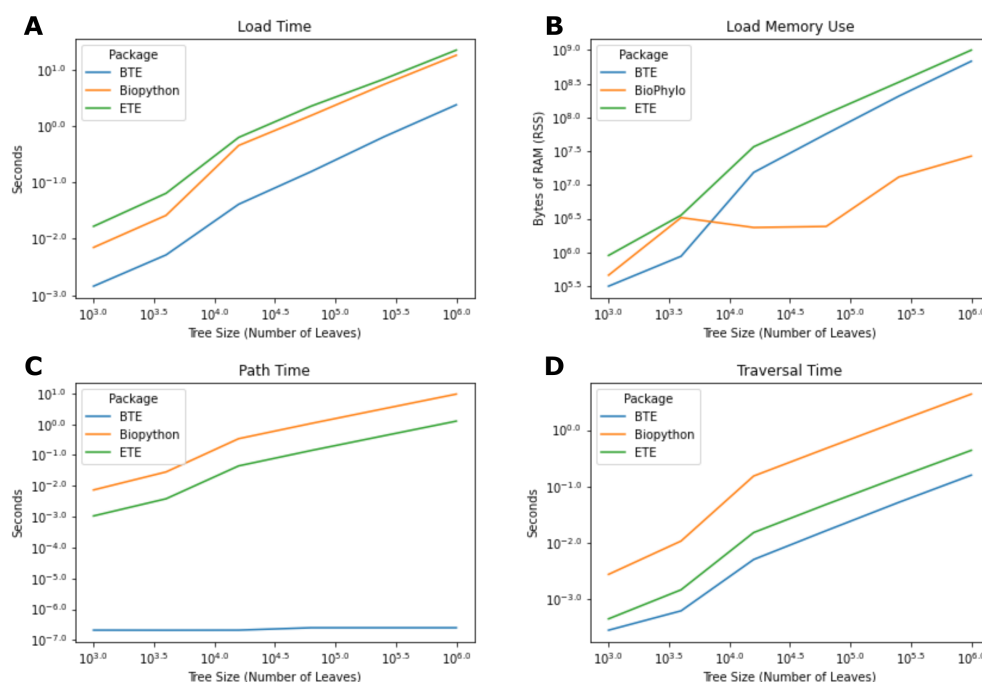 A
Load Time
Package
BTE
Biopython
ETE
Seconds
10^1.0
10^0.0
10^−1.0
10^−2.0
10^−3.0
10^3.0 10^3.5 10^4.0 10^4.5 10^5.0 10^5.5 10^6.0
Tree Size (Number of Leaves)
B
Load Memory Use
Package
BTE
BioPhylo
ETE
Bytes of RAM (RSS)
10^9.0
10^8.5
10^8.0
10^7.5
10^7.0
10^6.5
10^6.0
10^5.5
10^3.0 10^3.5 10^4.0 10^4.5 10^5.0 10^5.5 10^6.0
Tree Size (Number of Leaves)
C
Path Time
Package
BTE
Biopython
ETE
Seconds
10^1.0
10^0.0
10^−1.0
10^−2.0
10^−3.0
10^−4.0
10^−5.0
10^−6.0
10^−7.0
10^3.0 10^3.5 10^4.0 10^4.5 10^5.0 10^5.5 10^6.0
Tree Size (Number of Leaves)
D
Traversal Time
Package
BTE
Biopython
ETE
Seconds
10^0.0
10^−1.0
10^−2.0
10^−3.0
10^3.0 10^3.5 10^4.0 10^4.5 10^5.0 10^5.5 10^6.0
Tree Size (Number of Leaves)